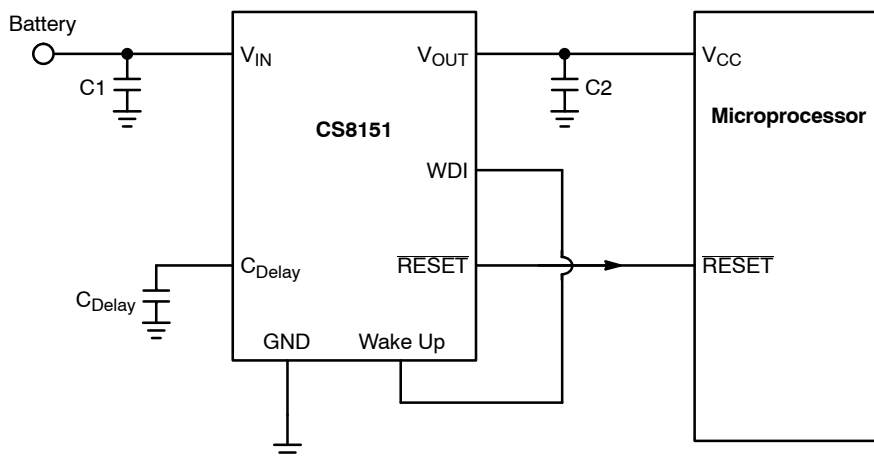 Battery
V_IN
V_OUT
V_CC
C1
C2
CS8151
Microprocessor
WDI
C_Delay
RESET
RESET
C_Delay
GND
Wake Up